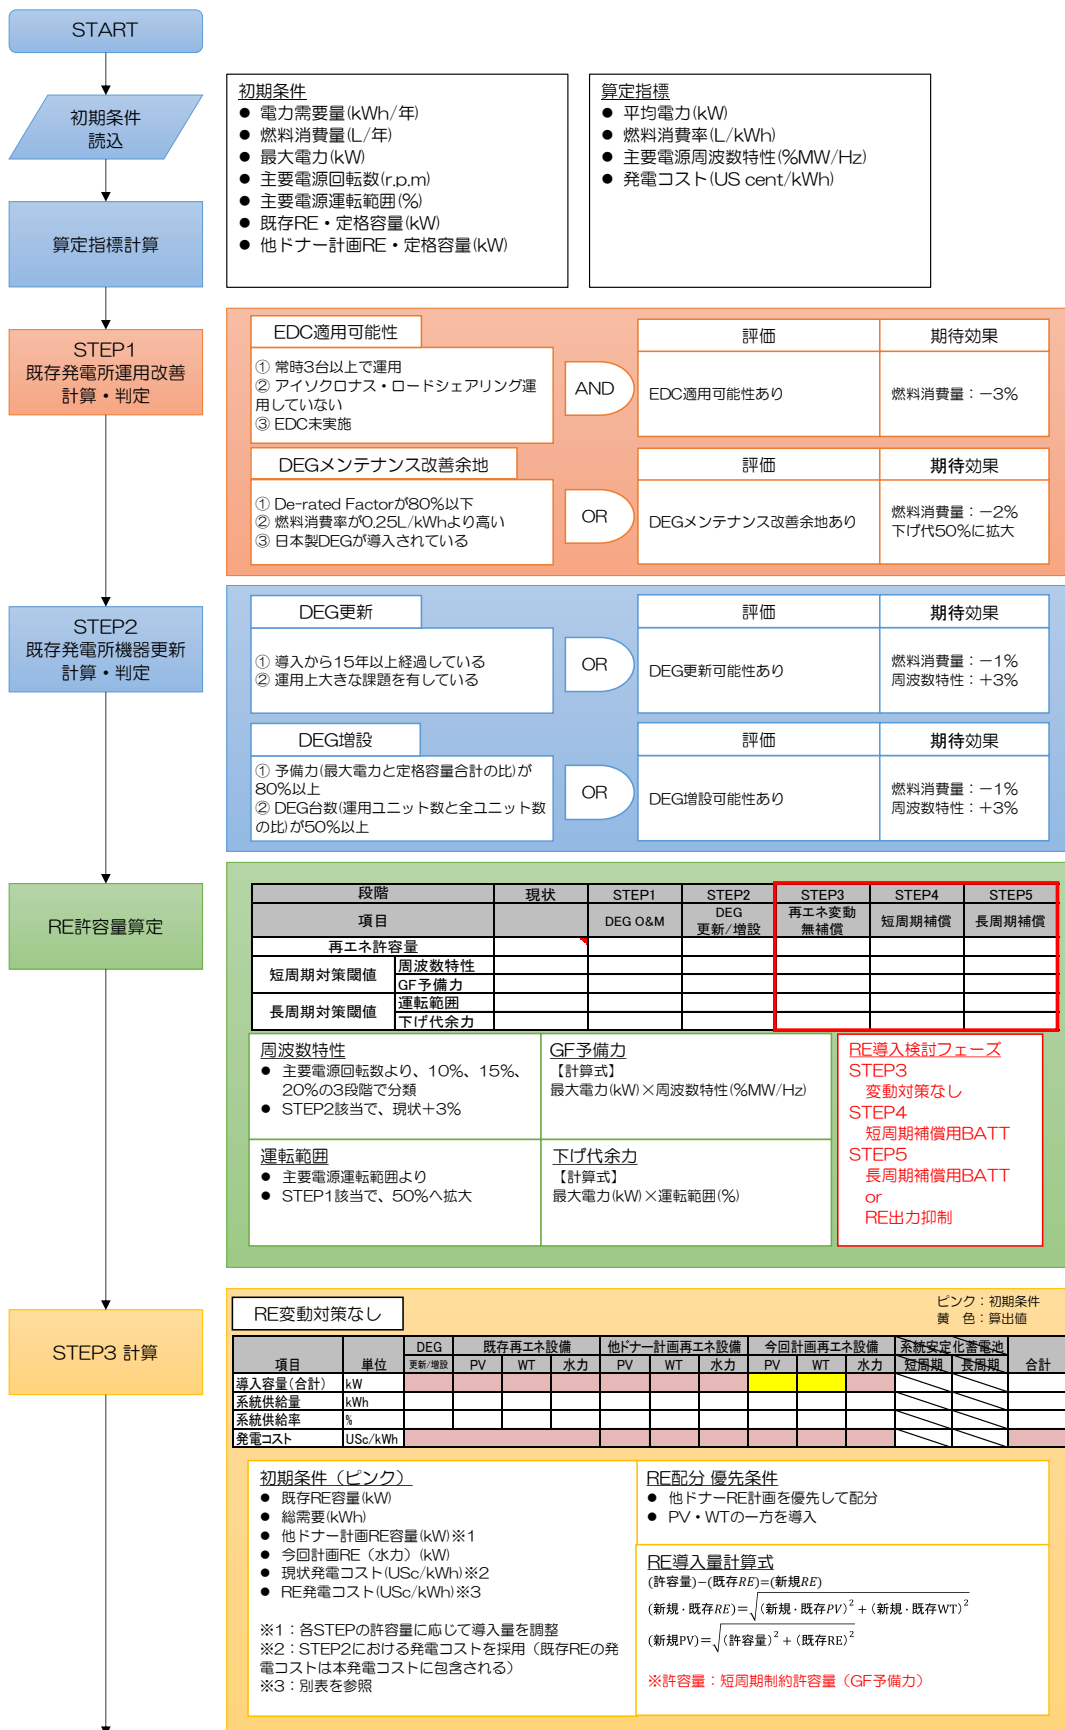 START
初期条件
読込
算定指標計算
初期条件
● 電力需要量(kWh/年)
● 燃料消費量(L/年)
● 最大電力(kW)
● 主要電源回転数(r.p.m)
● 主要電源運転範囲(%)
● 既存RE・定格容量(kW)
● 他ドナー計画RE・定格容量(kW)
算定指標
● 平均電力(kW)
● 燃料消費率(L/kWh)
● 主要電源周波数特性(%MW/Hz)
● 発電コスト(US cent/kWh)
STEP1
既存発電所運用改善
計算・判定
EDC適用可能性
① 常時3台以上で運用
② アイソクロナス・ロードシェアリング運
用していない
③ EDC未実施
AND
評価 期待効果
EDC適用可能性あり 燃料消費量：－3%
DEGメンテナンス改善余地
① De-rated Factorが80%以下
② 燃料消費率が0.25L/kWhより高い
③ 日本製DEGが導入されている
OR
評価 期待効果
DEGメンテナンス改善余地あり
燃料消費量：－2%
下げ代50%に拡大
STEP2
既存発電所機器更新
計算・判定
DEG更新
① 導入から15年以上経過している
② 運用上大きな課題を有している
OR
評価 期待効果
DEG更新可能性あり
燃料消費量：－1%
周波数特性：＋3%
DEG増設
① 予備力(最大電力と定格容量合計の比)が
80%以上
② DEG台数(運用ユニット数と全ユニット数
の比)が50%以上
OR
評価 期待効果
DEG増設可能性あり
燃料消費量：－1%
周波数特性：＋3%
RE許容量算定
段階 現状 STEP1 STEP2 STEP3 STEP4 STEP5
項目 DEG O&M DEG 更新/増設 再エネ変動 無補償 短周期補償 長周期補償
再エネ許容量
短周期対策閾値 周波数特性
GF予備力
長周期対策閾値 運転範囲
下げ代余力
周波数特性
● 主要電源回転数より、10%、15%、
20%の3段階で分類
● STEP2該当で、現状＋3%
GF予備力
【計算式】
最大電力(kW)×周波数特性(%MW/Hz)
運転範囲
● 主要電源運転範囲より
● STEP1該当で、50%へ拡大
下げ代余力
【計算式】
最大電力(kW)×運転範囲(%)
RE導入検討フェーズ
STEP3
変動対策なし
STEP4
短周期補償用BATT
STEP5
長周期補償用BATT
or
RE出力抑制
STEP3 計算
RE変動対策なし
ピンク：初期条件
黄　色：算出値
項目 単位 DEG 既存再エネ設備 他ドナー計画再エネ設備 今回計画再エネ設備 系統安定化蓄電池 合計
更新/増設 PV WT 水力 PV WT 水力 PV WT 水力 短周期 長周期
導入容量(合計) kW
系統供給量 kWh
系統供給率 %
発電コスト USc/kWh
初期条件（ピンク）
● 既存RE容量(kW)
● 総需要(kWh)
● 他ドナー計画RE容量(kW)※1
● 今回計画RE（水力）(kW)
● 現状発電コスト(USc/kWh)※2
● RE発電コスト(USc/kWh)※3
※1：各STEPの許容量に応じて導入量を調整
※2：STEP2における発電コストを採用（既存REの発
電コストは本発電コストに包含される）
※3：別表を参照
RE配分 優先条件
● 他ドナーRE計画を優先して配分
● PV・WTの一方を導入
RE導入量計算式
(許容量)−(既存RE)=(新規RE)
(新規・既存RE)=√(新規・既存PV)² + (新規・既存WT)²
(新規PV)=√(許容量)² + (既存RE)²
※許容量：短周期制約許容量（GF予備力）